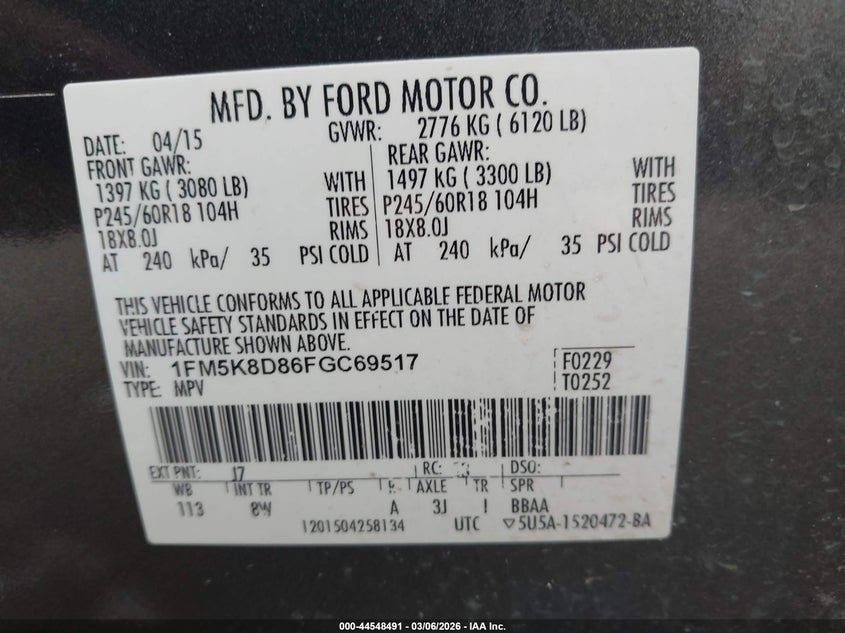 MFD. BY FORD MOTOR CO.
DATE: 04/15 GVWR: 2776 KG ( 6120 LB)
FRONT GAWR: REAR GAWR:
1397 KG ( 3080 LB) WITH 1497 KG ( 3300 LB) WITH
P245/60R18 104H TIRES P245/60R18 104H TIRES
18X8.0J RIMS 18X8.0J RIMS
AT 240 kPa/ 35 PSI COLD AT 240 kPa/ 35 PSI COLD
THIS VEHICLE CONFORMS TO ALL APPLICABLE FEDERAL MOTOR
VEHICLE SAFETY STANDARDS IN EFFECT ON THE DATE OF
MANUFACTURE SHOWN ABOVE.
VIN: 1FM5K8D86FGC69517 F0229
TYPE: MPV T0252
EXT PNT: J7 RC: DSO:
WB INT TR TP/PS AXLE TR SPR
113 8W A 3J I BBAA
1201504258134 UTC ▽5U5A-1520472-BA
000-44548491 - 03/06/2026 - IAA Inc.